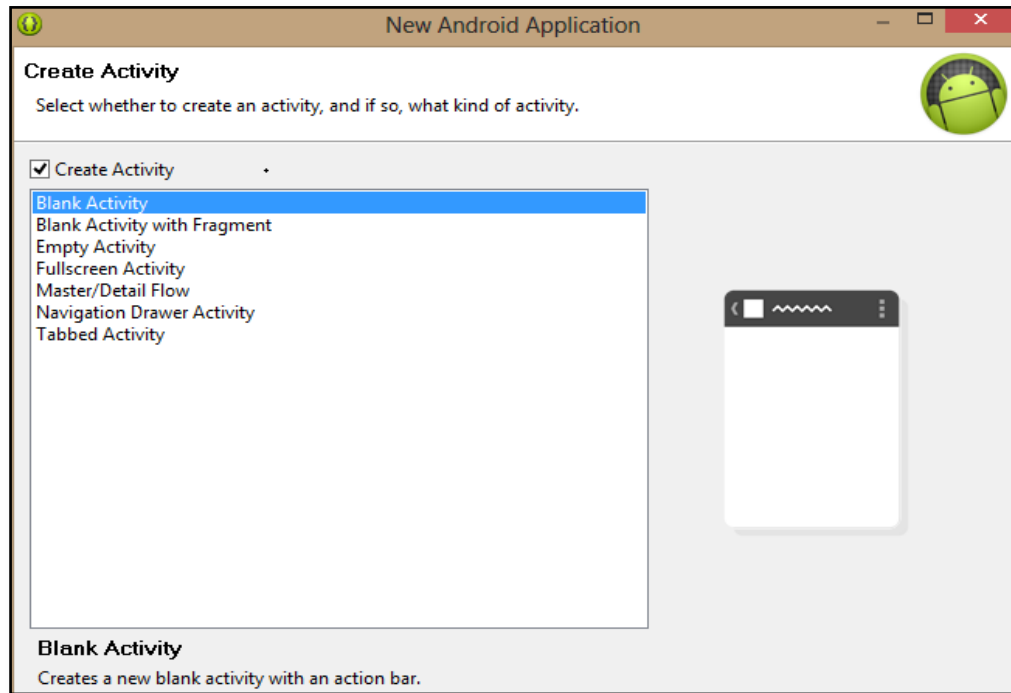 New Android Application
Create Activity
Select whether to create an activity, and if so, what kind of activity.
Create Activity
Blank Activity
Blank Activity with Fragment
Empty Activity
Fullscreen Activity
Master/Detail Flow
Navigation Drawer Activity
Tabbed Activity
Blank Activity
Creates a new blank activity with an action bar.